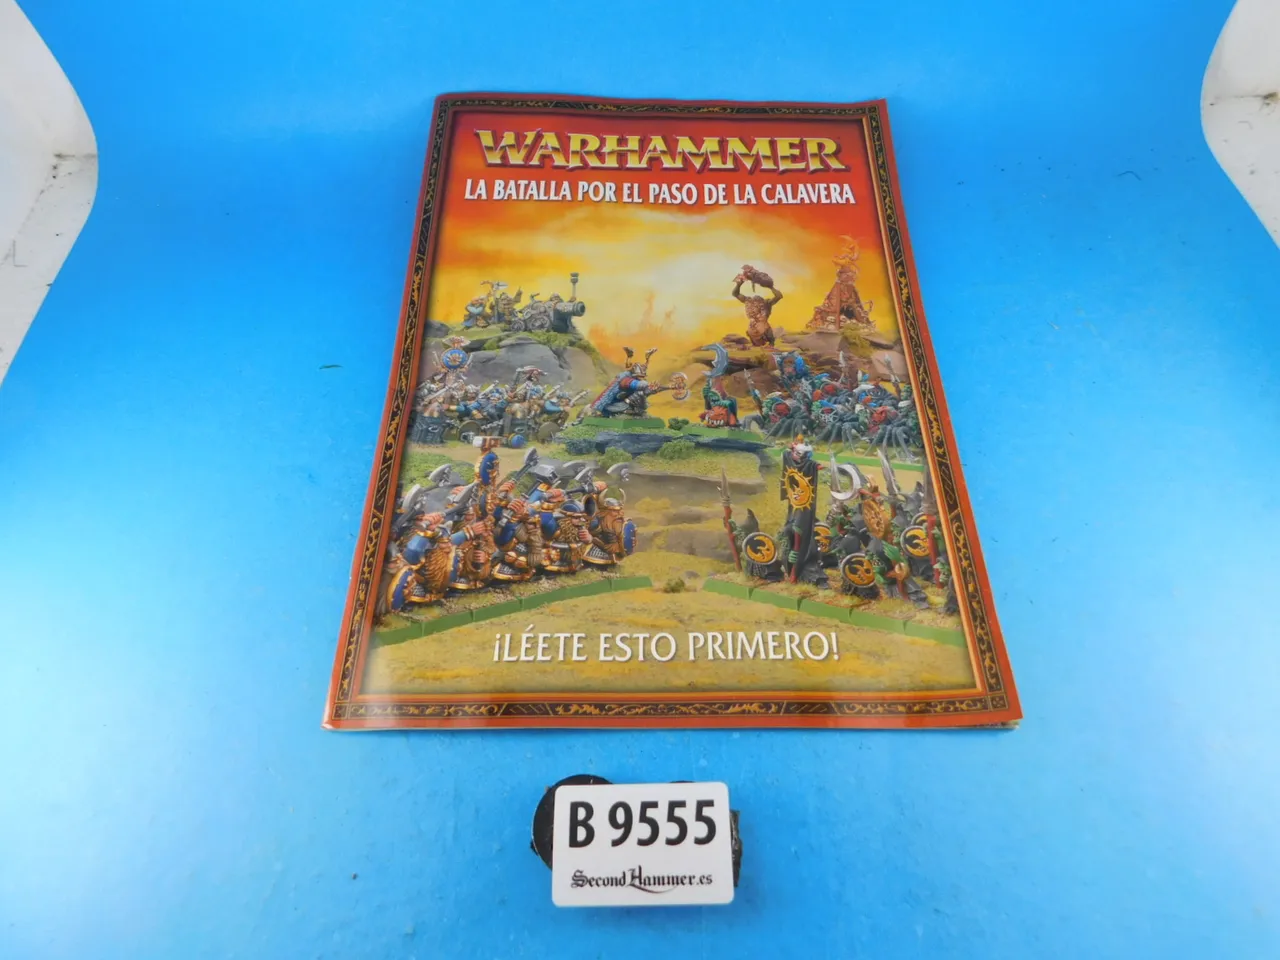 WARHAMMER
LA BATALLA POR EL PASO DE LA CALAVERA
¡LÉETE ESTO PRIMERO!
B 9555
SecondHammer.es